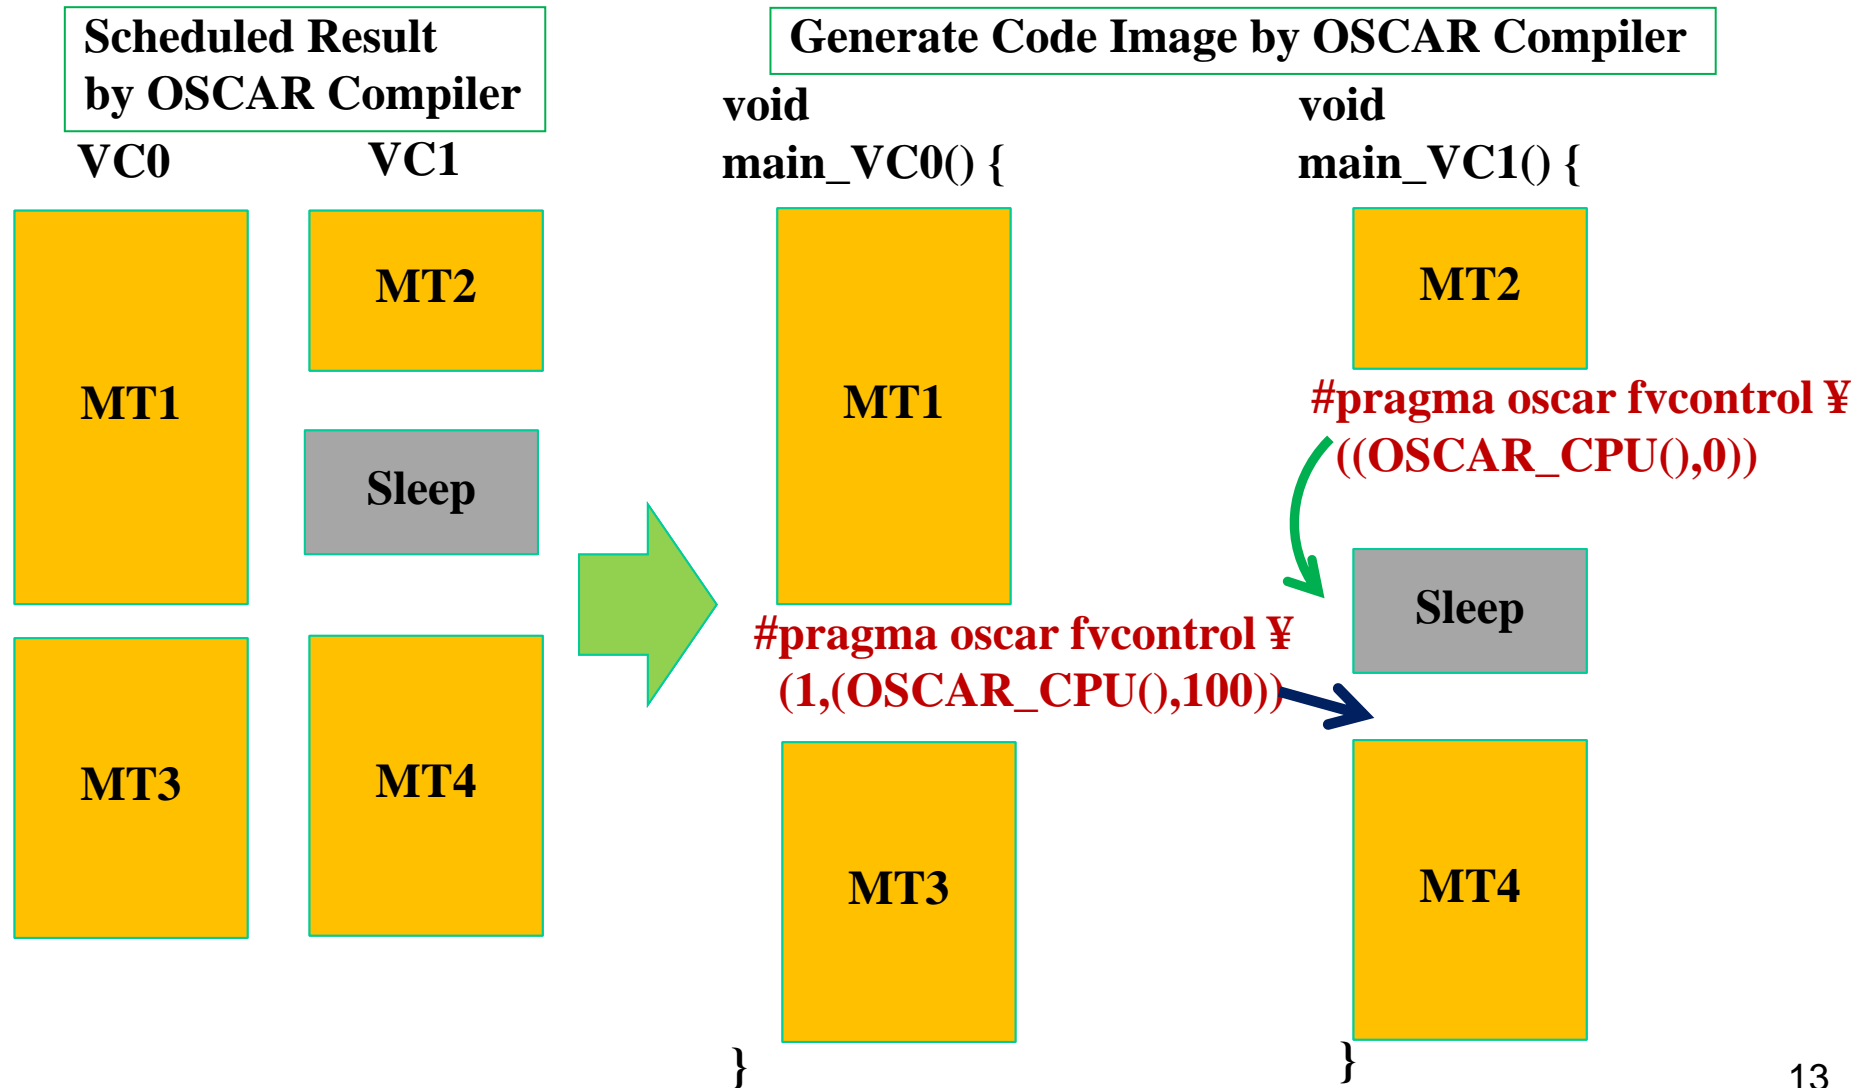 Scheduled Result
by OSCAR Compiler
VC0
VC1
MT1
MT2
Sleep
MT3
MT4
Generate Code Image by OSCAR Compiler
void
main_VC0() {
MT1
#pragma oscar fvcontrol ¥
(1,(OSCAR_CPU(),100))
MT3
}
void
main_VC1() {
MT2
#pragma oscar fvcontrol ¥
((OSCAR_CPU(),0))
Sleep
MT4
}
13